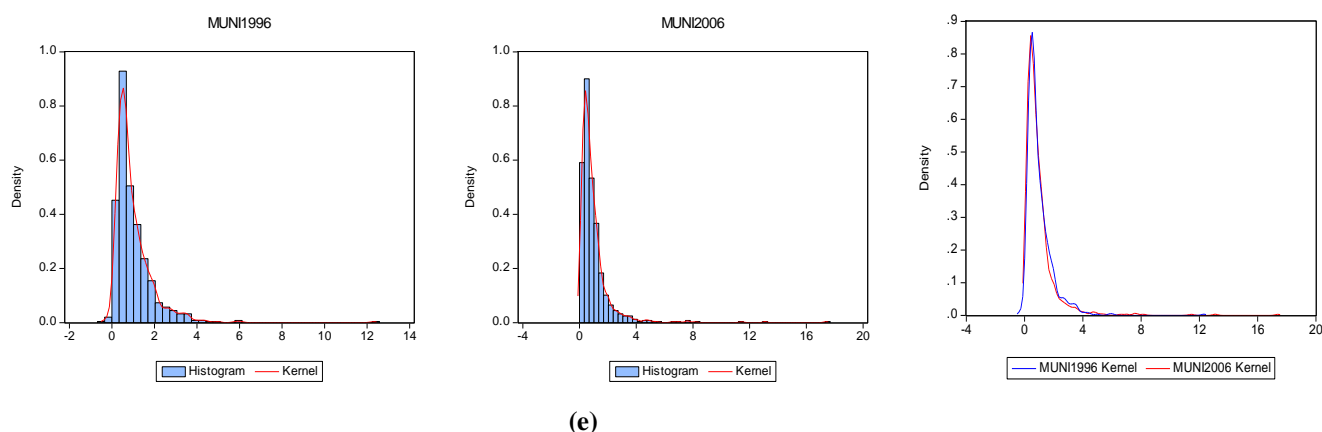 MUNI1996
1.0
0.8
0.6
0.4
0.2
0.0
Density
-2 0 2 4 6 8 10 12 14
Histogram Kernel
MUNI2006
1.0
0.8
0.6
0.4
0.2
0.0
Density
-4 0 4 8 12 16 20
Histogram Kernel
.9
.8
.7
.6
.5
.4
.3
.2
.1
.0
Density
-4 0 4 8 12 16 20
MUNI1996 Kernel MUNI2006 Kernel
(e)